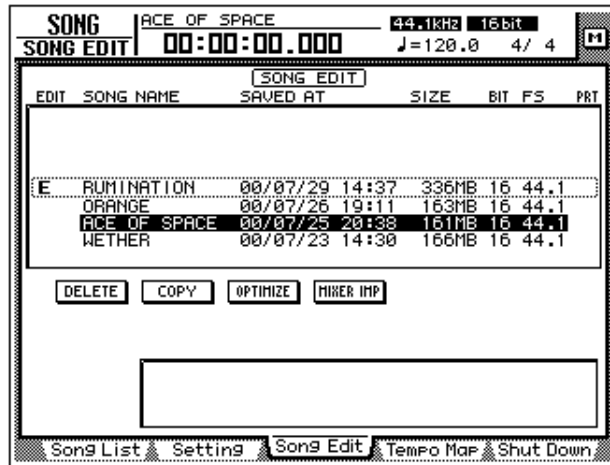 SONG
SONG EDIT
ACE OF SPACE
00:00:00.000
44.1kHz 16bit
♩=120.0 4/ 4
M
SONG EDIT
EDIT SONG NAME SAVED AT SIZE BIT FS PRT
E RUMINATION 00/07/29 14:37 336MB 16 44.1
ORANGE 00/07/26 19:11 163MB 16 44.1
ACE OF SPACE 00/07/25 20:38 161MB 16 44.1
WETHER 00/07/23 14:30 166MB 16 44.1
DELETE COPY OPTIMIZE MIXER IMP
Song List Setting Song Edit Tempo Map Shut Down